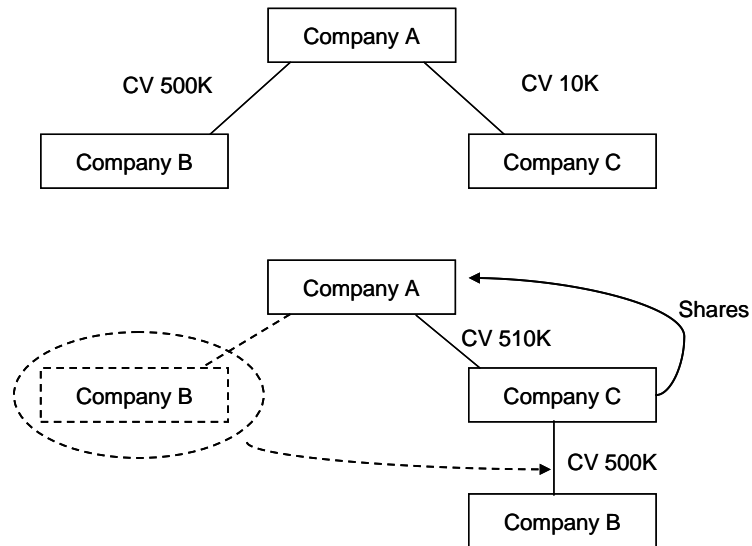 Company A
CV 500K
CV 10K
Company B
Company C
Company A
Shares
CV 510K
Company B
Company C
CV 500K
Company B